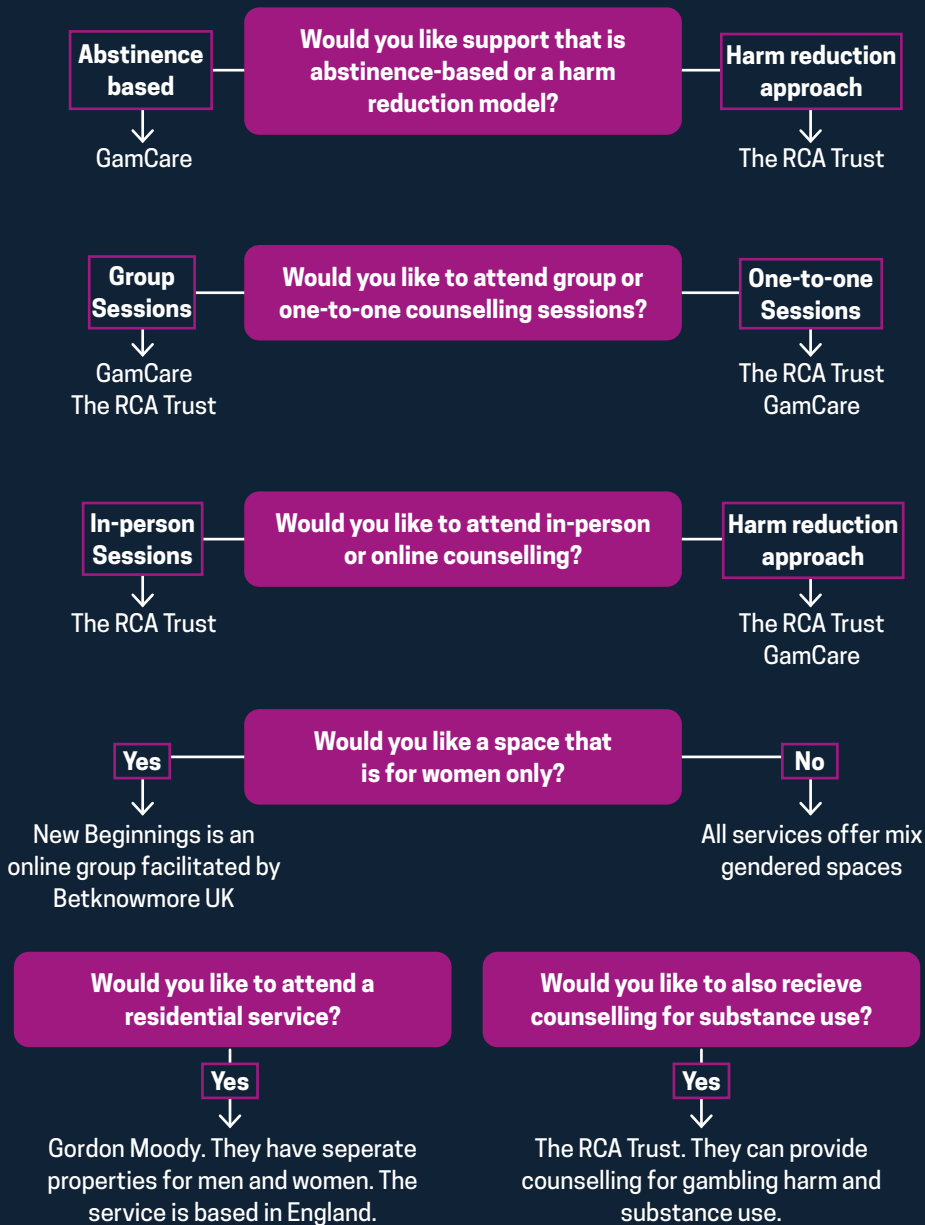 Would you like support that is
abstinence-based or a harm
reduction model?
Abstinence
based
GamCare
Harm reduction
approach
The RCA Trust
Would you like to attend group or
one-to-one counselling sessions?
Group
Sessions
GamCare
The RCA Trust
One-to-one
Sessions
The RCA Trust
GamCare
Would you like to attend in-person
or online counselling?
In-person
Sessions
The RCA Trust
Harm reduction
approach
The RCA Trust
GamCare
Would you like a space that
is for women only?
Yes
New Beginnings is an
online group facilitated by
Betknowmore UK
No
All services offer mix
gendered spaces
Would you like to attend a
residential service?
Yes
Gordon Moody. They have seperate
properties for men and women. The
service is based in England.
Would you like to also recieve
counselling for substance use?
Yes
The RCA Trust. They can provide
counselling for gambling harm and
substance use.